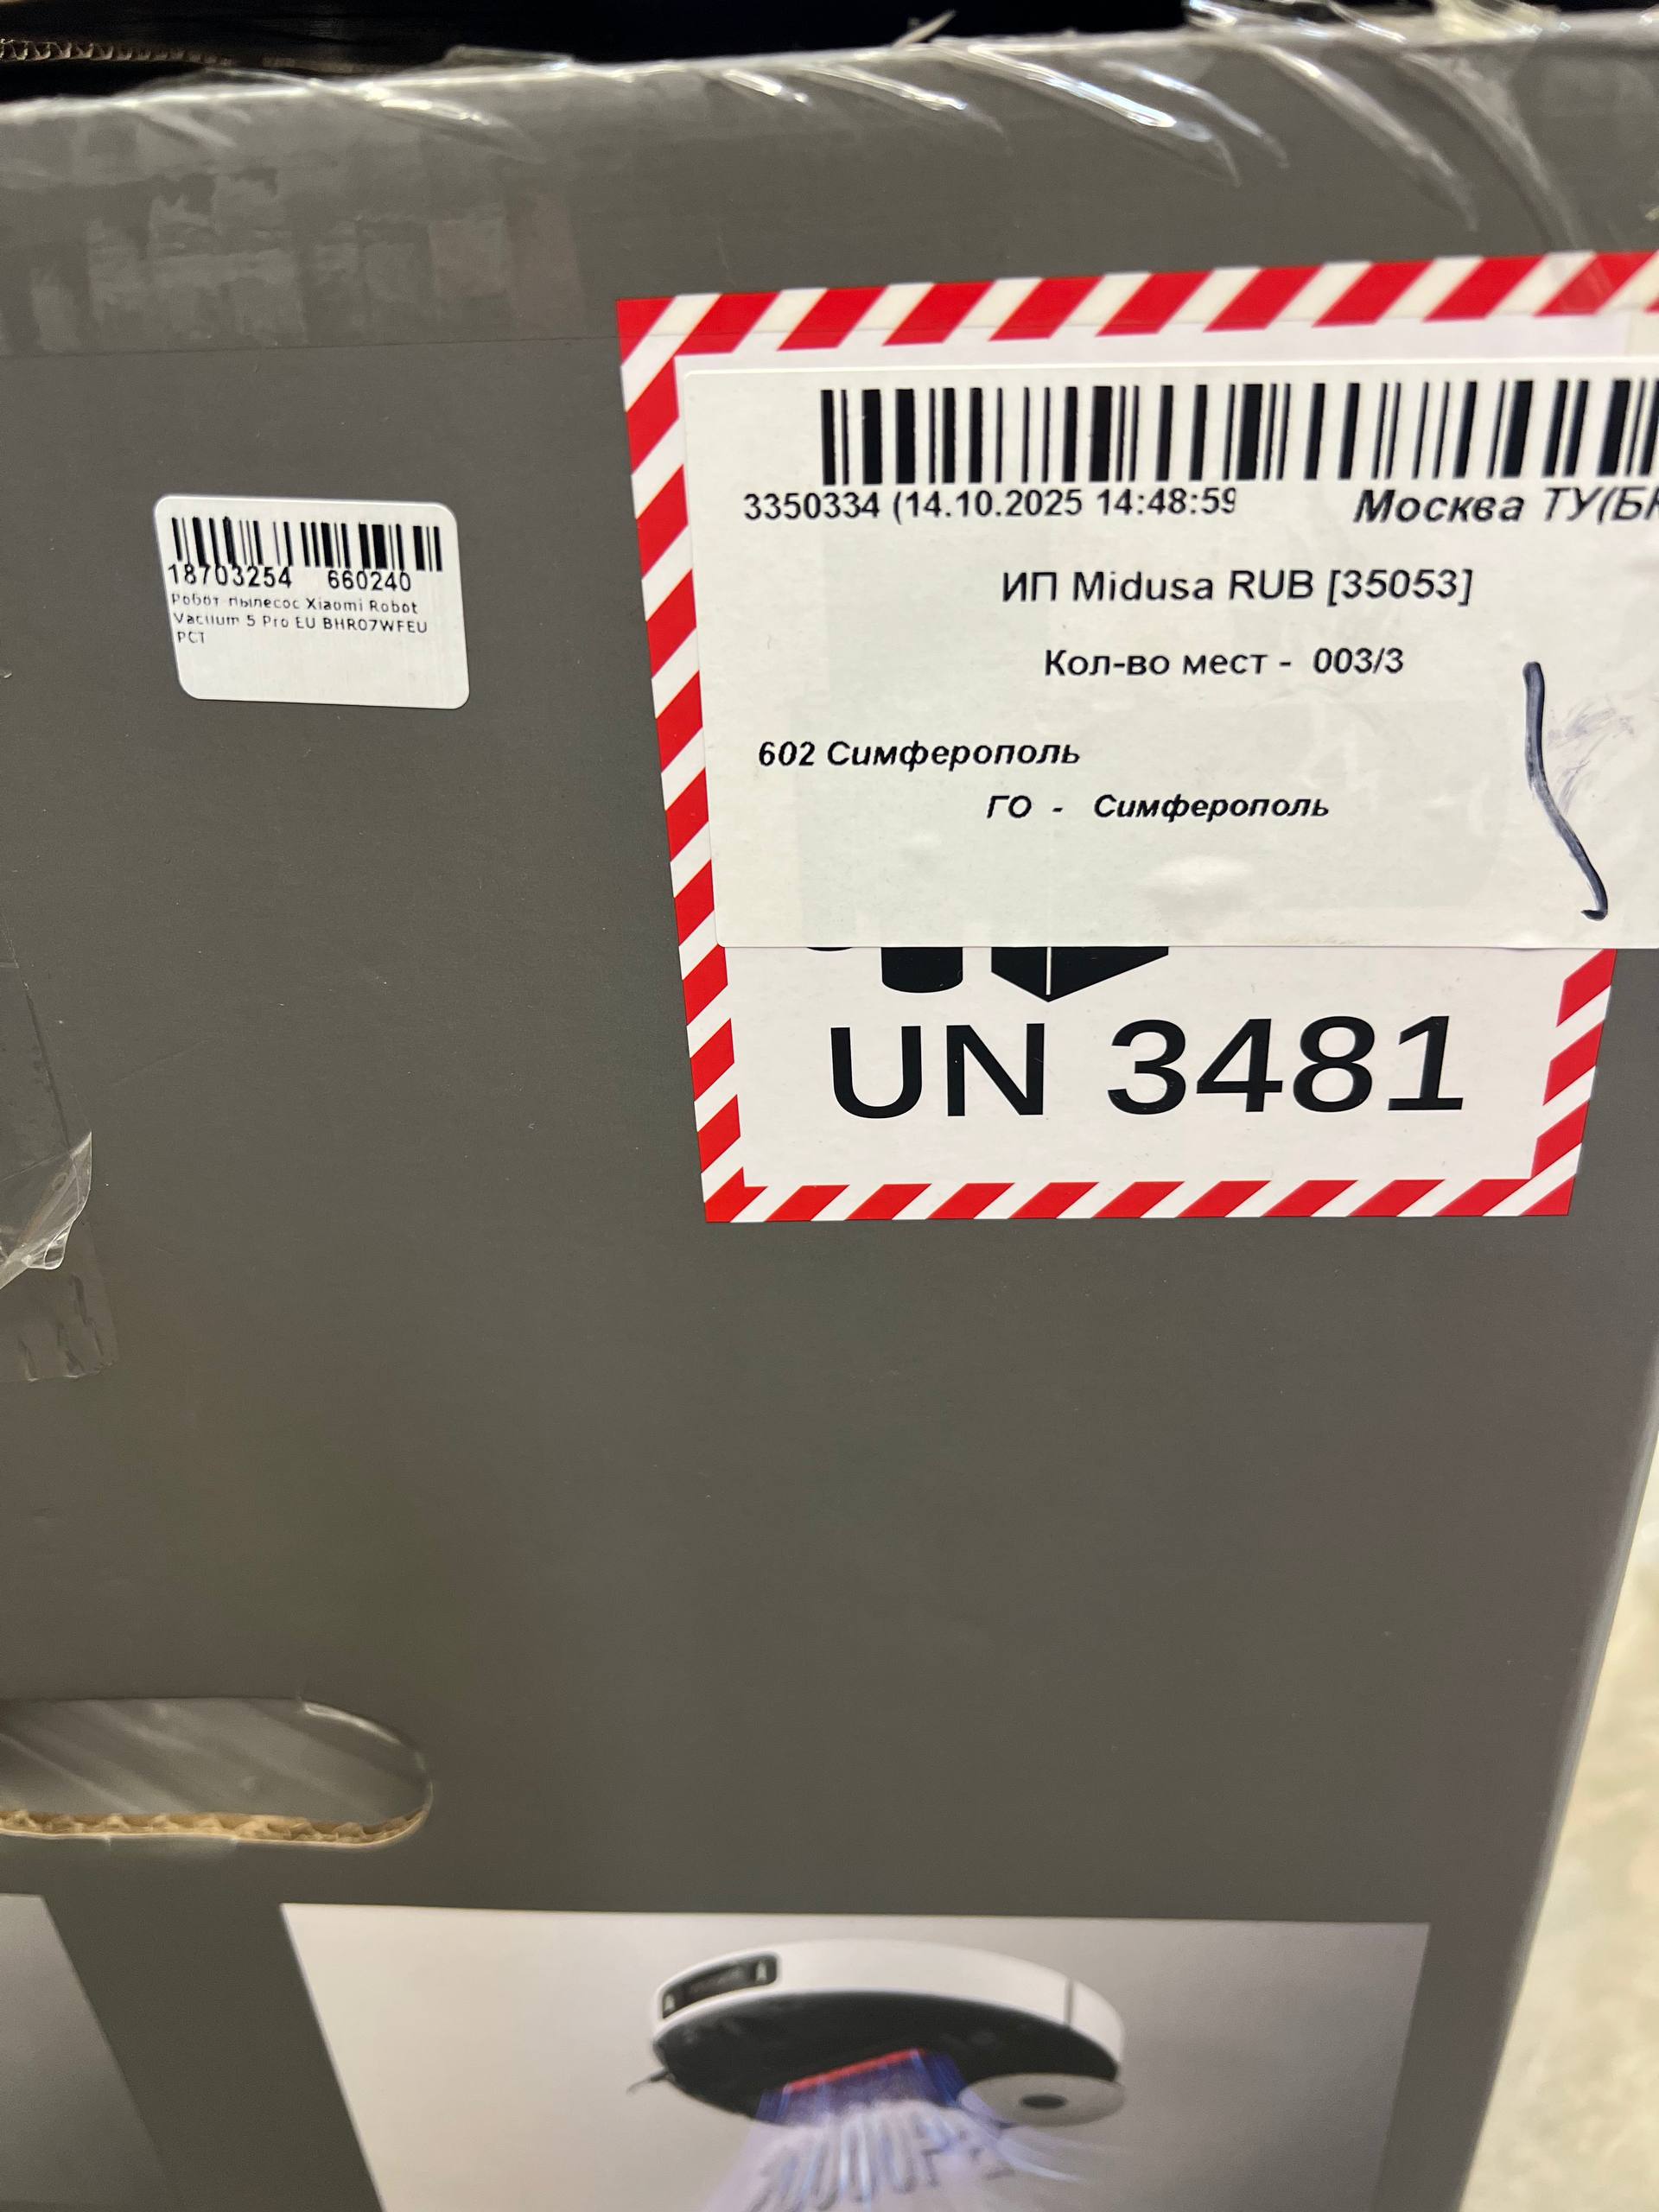 3350334 (14.10.2025 14:48:59
Москва ТУ(
ИП Midusa RUB [35053]
Кол-во мест - 003/3
602 Симферополь
ГО - Симферополь
UN 3481
18703254 660240
Робот-пылесос Xiaomi Robot
Vacuum 5 Pro EU BHR07WFEU
РСТ